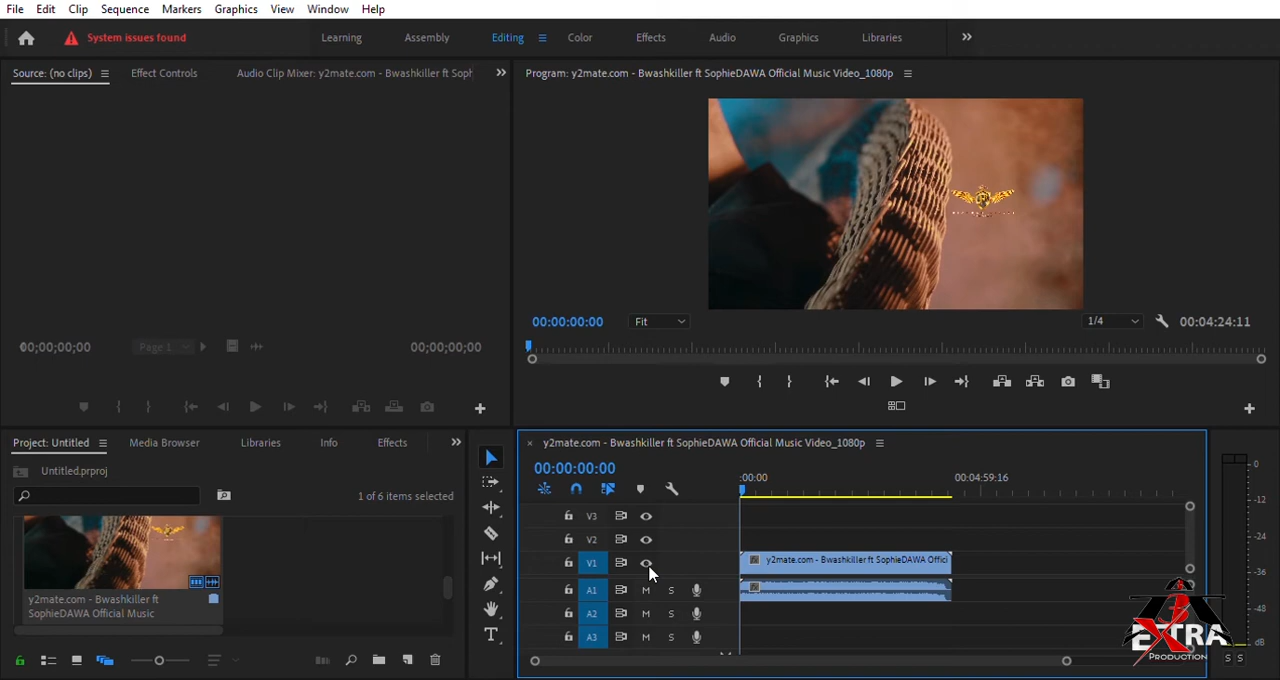 File Edit Clip Sequence Markers Graphics View Window Help
System issues found Learning Assembly Editing Color Effects Audio Graphics Libraries
Source: (no clips) Effect Controls Audio Clip Mixer: y2mate.com - Bwashkiller ft Soph
Program: y2mate.com - Bwashkiller ft SophieDAWA Official Music Video_1080p
00:00:00:00 Fit 1/4 00:04:24:11
00;00;00;00 Page 1 00;00;00;00
Project: Untitled Media Browser Libraries Info Effects
Untitled.prproj
1 of 6 items selected
y2mate.com - Bwashkiller ft
SophieDAWA Official Music
y2mate.com - Bwashkiller ft SophieDAWA Official Music Video_1080p
00:00:00:00
:00:00 00:04:59:16
V3
V2
V1 y2mate.com - Bwashkiller ft SophieDAWA Offici
A1 M S
A2 M S
A3 M S
0
-12
-24
-36
-48
dB
S S
EXTRA
PRODUCTION